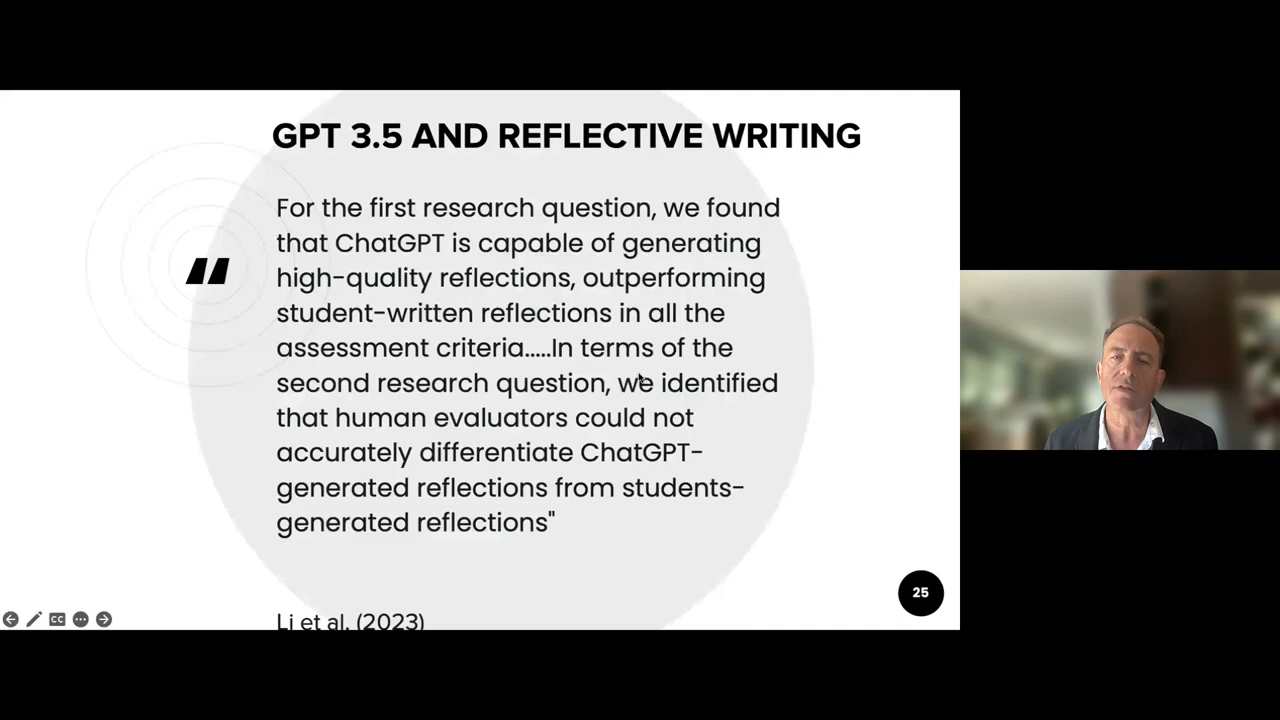 GPT 3.5 AND REFLECTIVE WRITING
"
For the first research question, we found
that ChatGPT is capable of generating
high-quality reflections, outperforming
student-written reflections in all the
assessment criteria.....In terms of the
second research question, we identified
that human evaluators could not
accurately differentiate ChatGPT-
generated reflections from students-
generated reflections"
Li et al. (2023)
25
CC